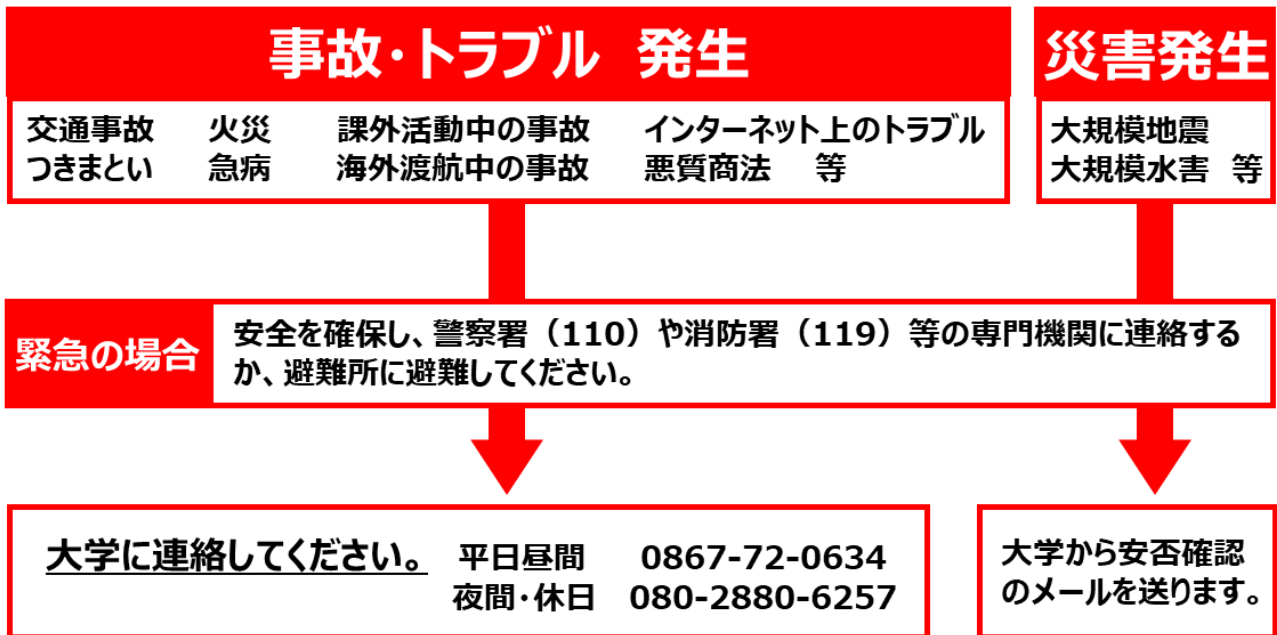 事故・トラブル 発生
交通事故 火災 課外活動中の事故 インターネット上のトラブル
つきまとい 急病 海外渡航中の事故 悪質商法 等
災害発生
大規模地震
大規模水害 等
緊急の場合
安全を確保し、警察署（110）や消防署（119）等の専門機関に連絡する
か、避難所に避難してください。
大学に連絡してください。 平日昼間 0867-72-0634
夜間・休日 080-2880-6257
大学から安否確認
のメールを送ります。